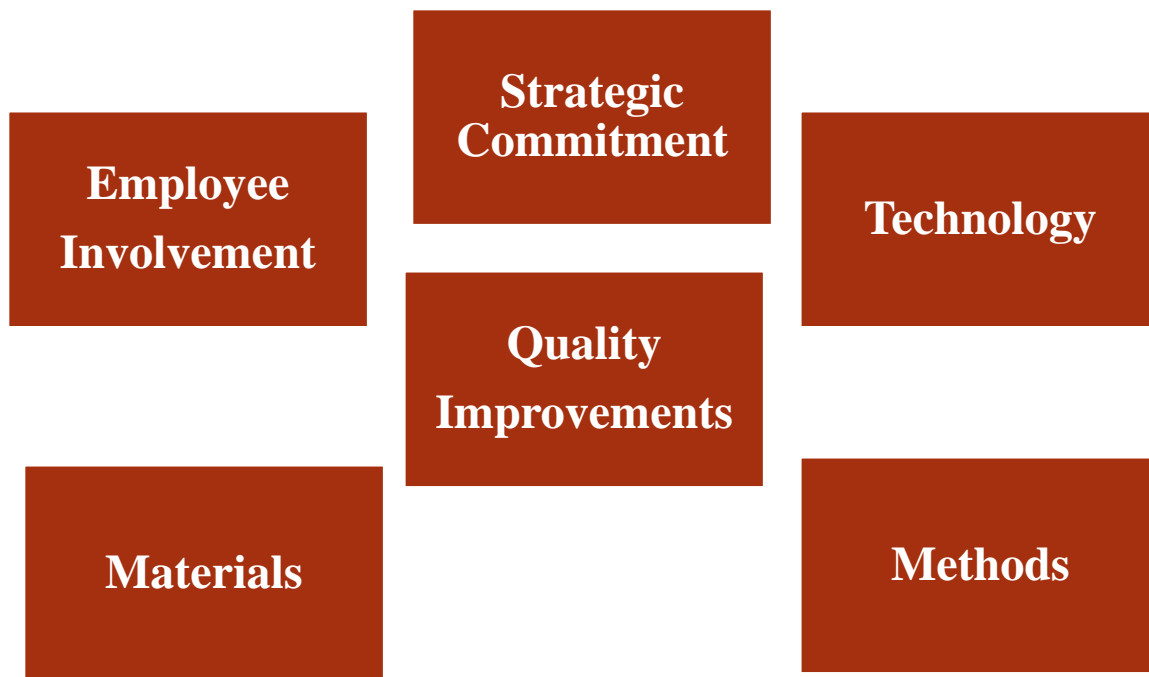 Strategic
Commitment
Employee
Involvement
Technology
Quality
Improvements
Materials
Methods